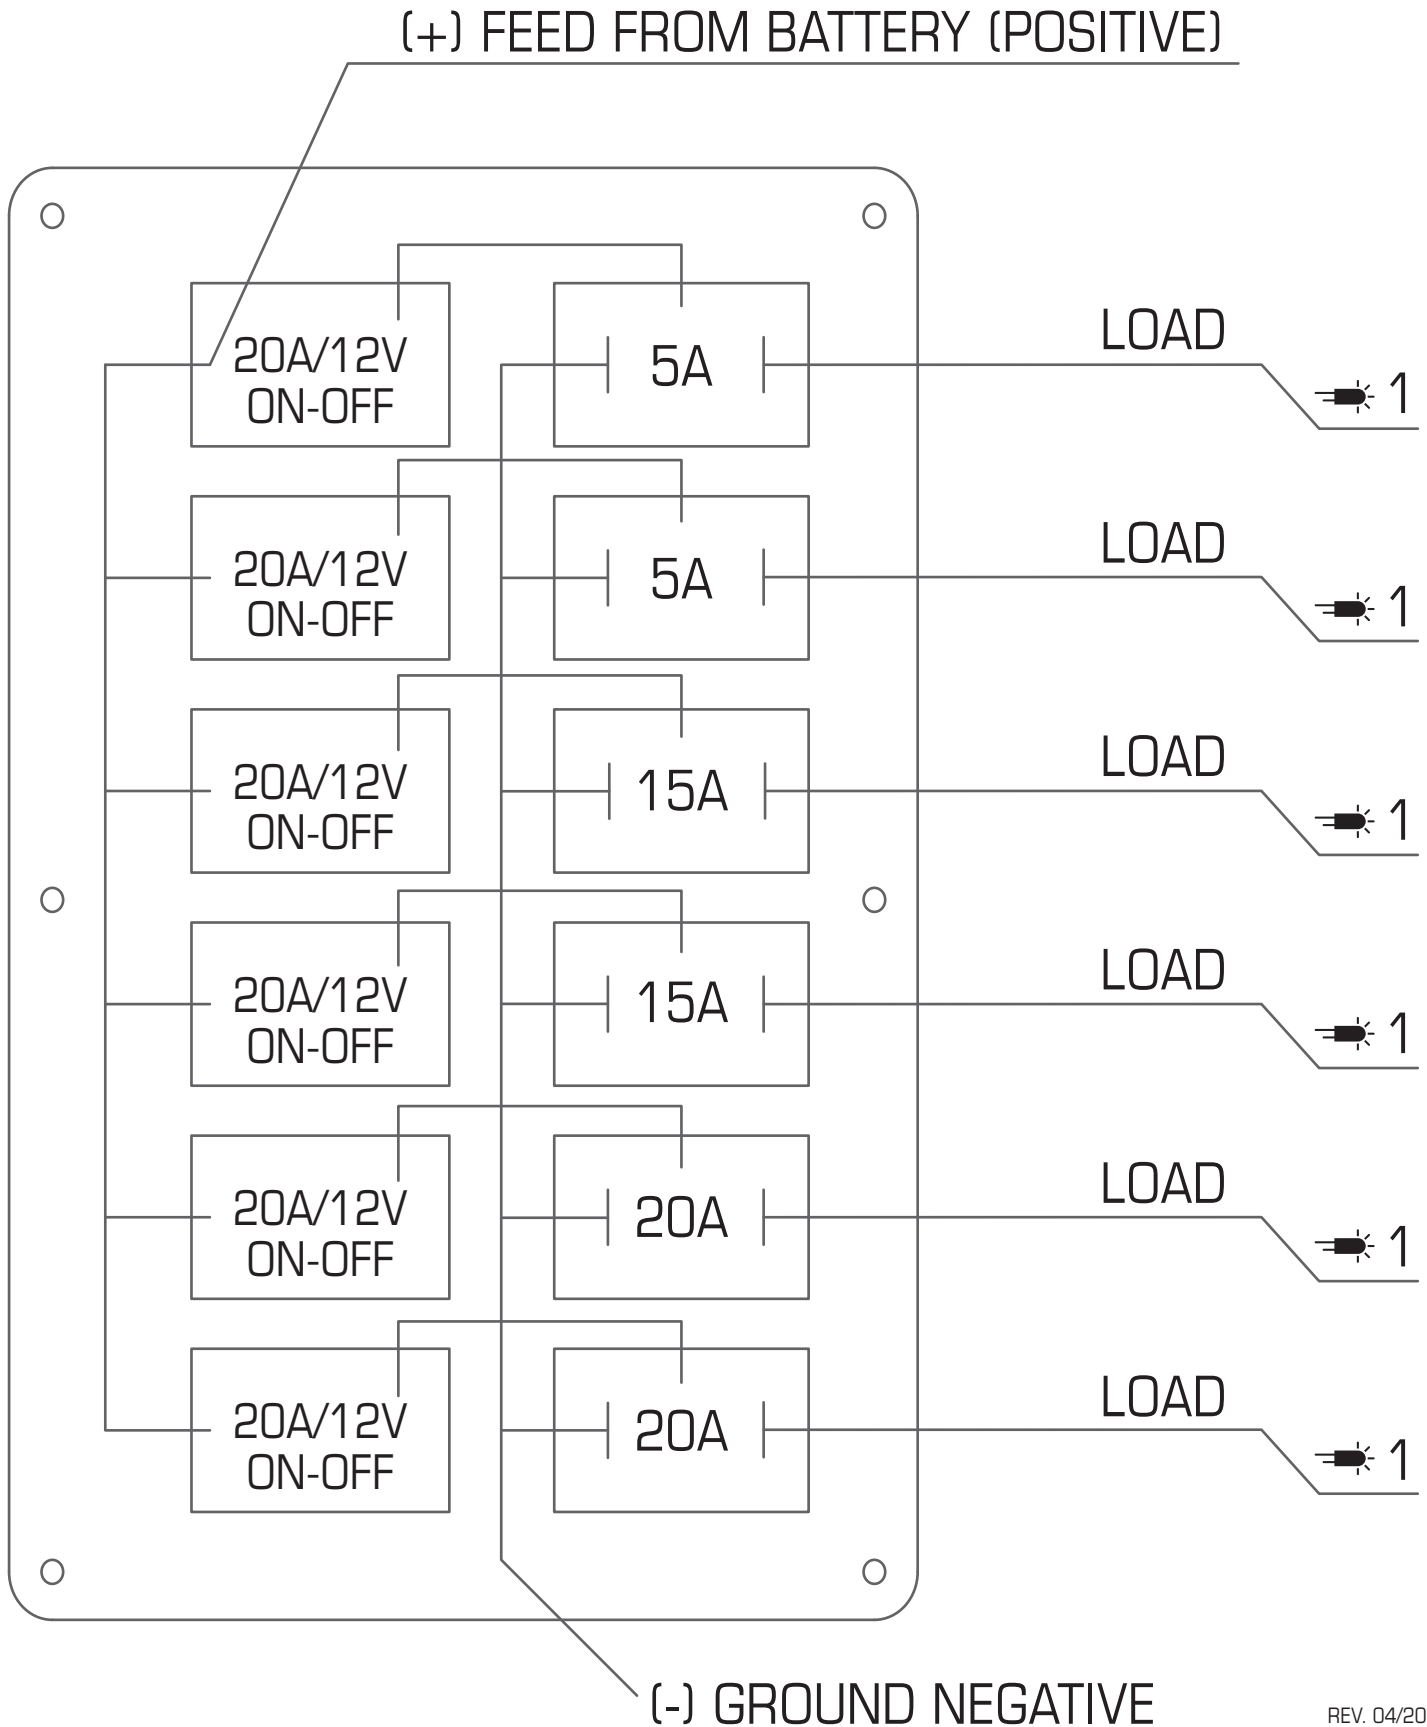 (+) FEED FROM BATTERY (POSITIVE)
20A/12V
ON-OFF
5A
LOAD
1
20A/12V
ON-OFF
5A
LOAD
1
20A/12V
ON-OFF
15A
LOAD
1
20A/12V
ON-OFF
15A
LOAD
1
20A/12V
ON-OFF
20A
LOAD
1
20A/12V
ON-OFF
20A
LOAD
1
(-) GROUND NEGATIVE
REV. 04/20